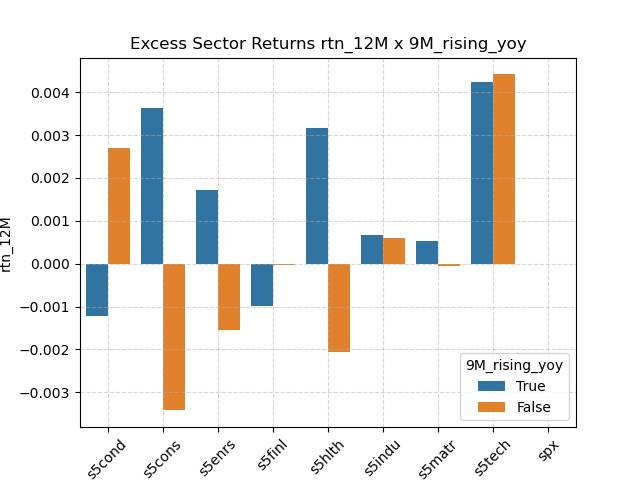 Excess Sector Returns rtn_12M x 9M_rising_yoy
0.004
0.003
0.002
0.001
0.000
−0.001
−0.002
−0.003
rtn_12M
9M_rising_yoy
True
False
s5cond
s5cons
s5enrs
s5finl
s5hlth
s5indu
s5matr
s5tech
spx